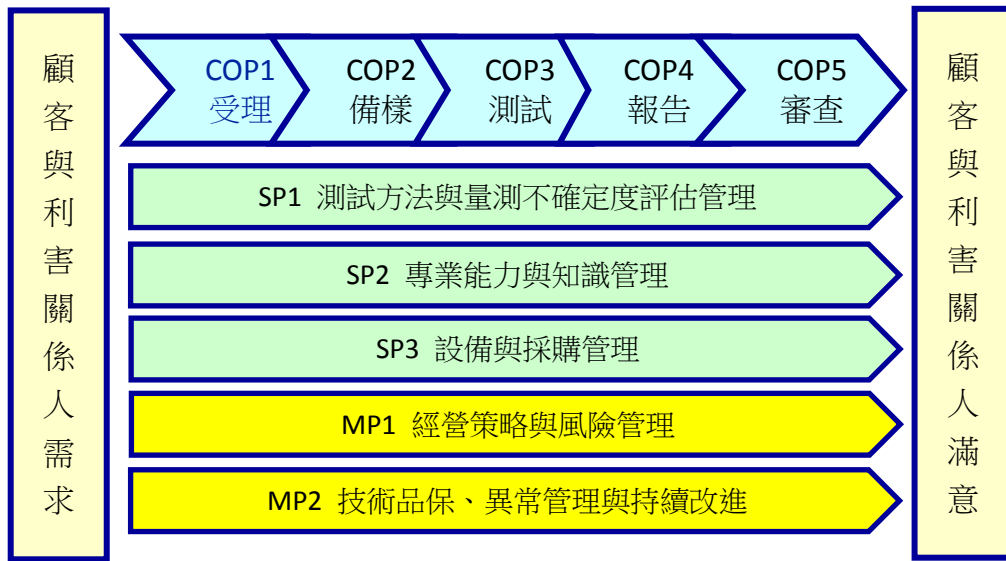 顧客與利害關係人需求
COP1
受理
COP2
備樣
COP3
測試
COP4
報告
COP5
審查
SP1 測試方法與量測不確定度評估管理
SP2 專業能力與知識管理
SP3 設備與採購管理
MP1 經營策略與風險管理
MP2 技術品保、異常管理與持續改進
顧客與利害關係人滿意